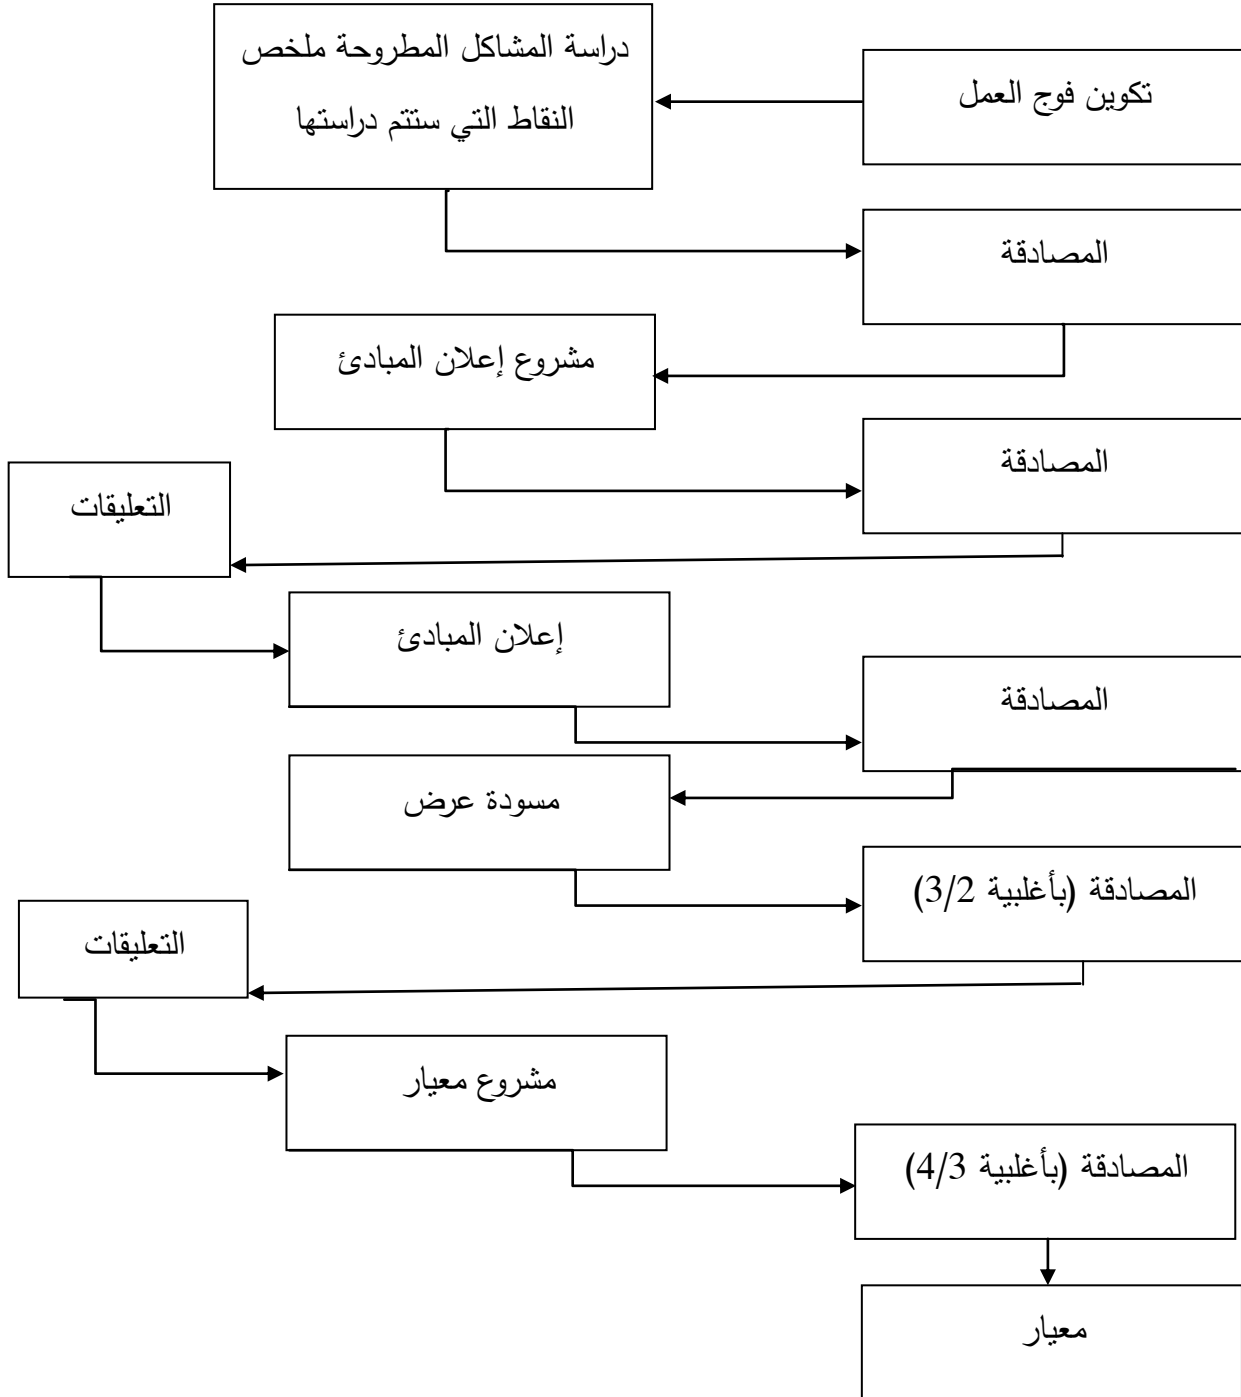 تكوين فوج العمل
دراسة المشاكل المطروحة ملخص
النقاط التي ستتم دراستها
المصادقة
مشروع إعلان المبادئ
المصادقة
التعليقات
إعلان المبادئ
المصادقة
مسودة عرض
المصادقة (بأغلبية 3/2)
التعليقات
مشروع معيار
المصادقة (بأغلبية 4/3)
معيار